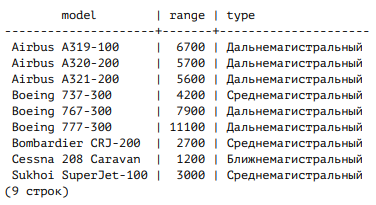 model | range | type
---------------------+-------+-------------------
Airbus A319-100 | 6700 | Дальнемагистральный
Airbus A320-200 | 5700 | Дальнемагистральный
Airbus A321-200 | 5600 | Дальнемагистральный
Boeing 737-300 | 4200 | Среднемагистральный
Boeing 767-300 | 7900 | Дальнемагистральный
Boeing 777-300 | 11100 | Дальнемагистральный
Bombardier CRJ-200 | 2700 | Среднемагистральный
Cessna 208 Caravan | 1200 | Ближнемагистральный
Sukhoi SuperJet-100 | 3000 | Среднемагистральный
(9 строк)